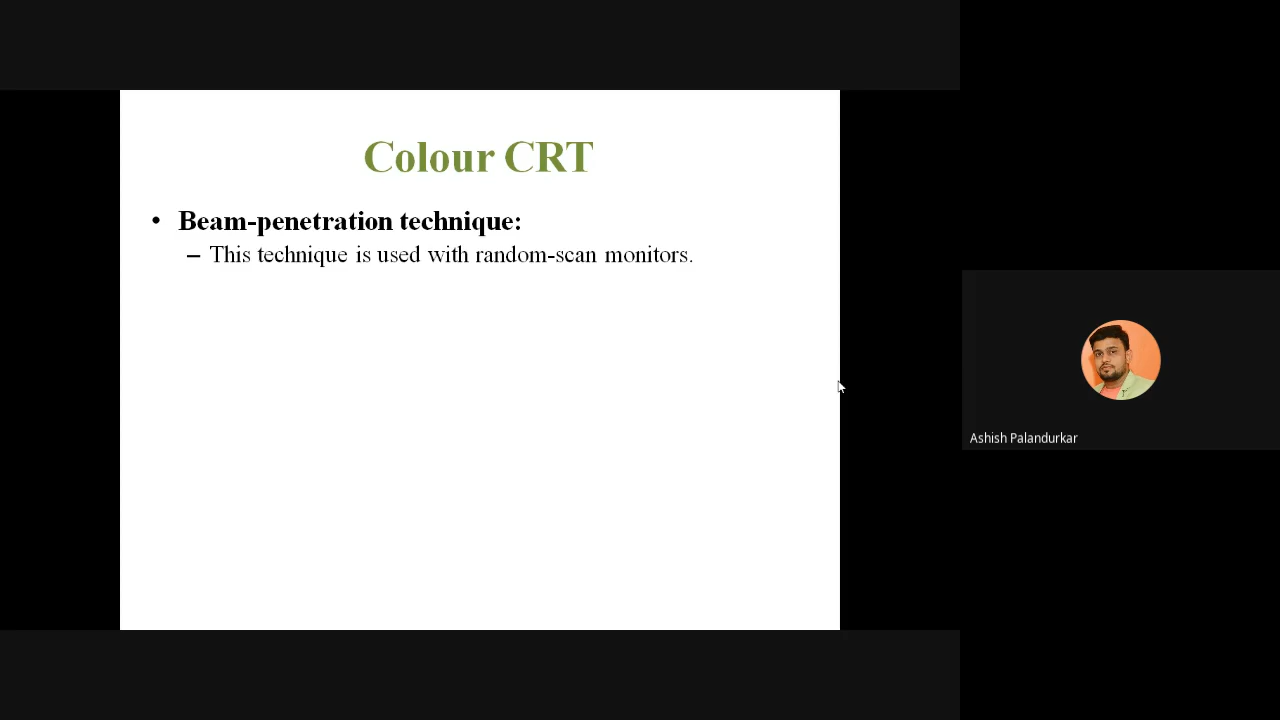 Colour CRT
• Beam-penetration technique:
– This technique is used with random-scan monitors.
Ashish Palandurkar